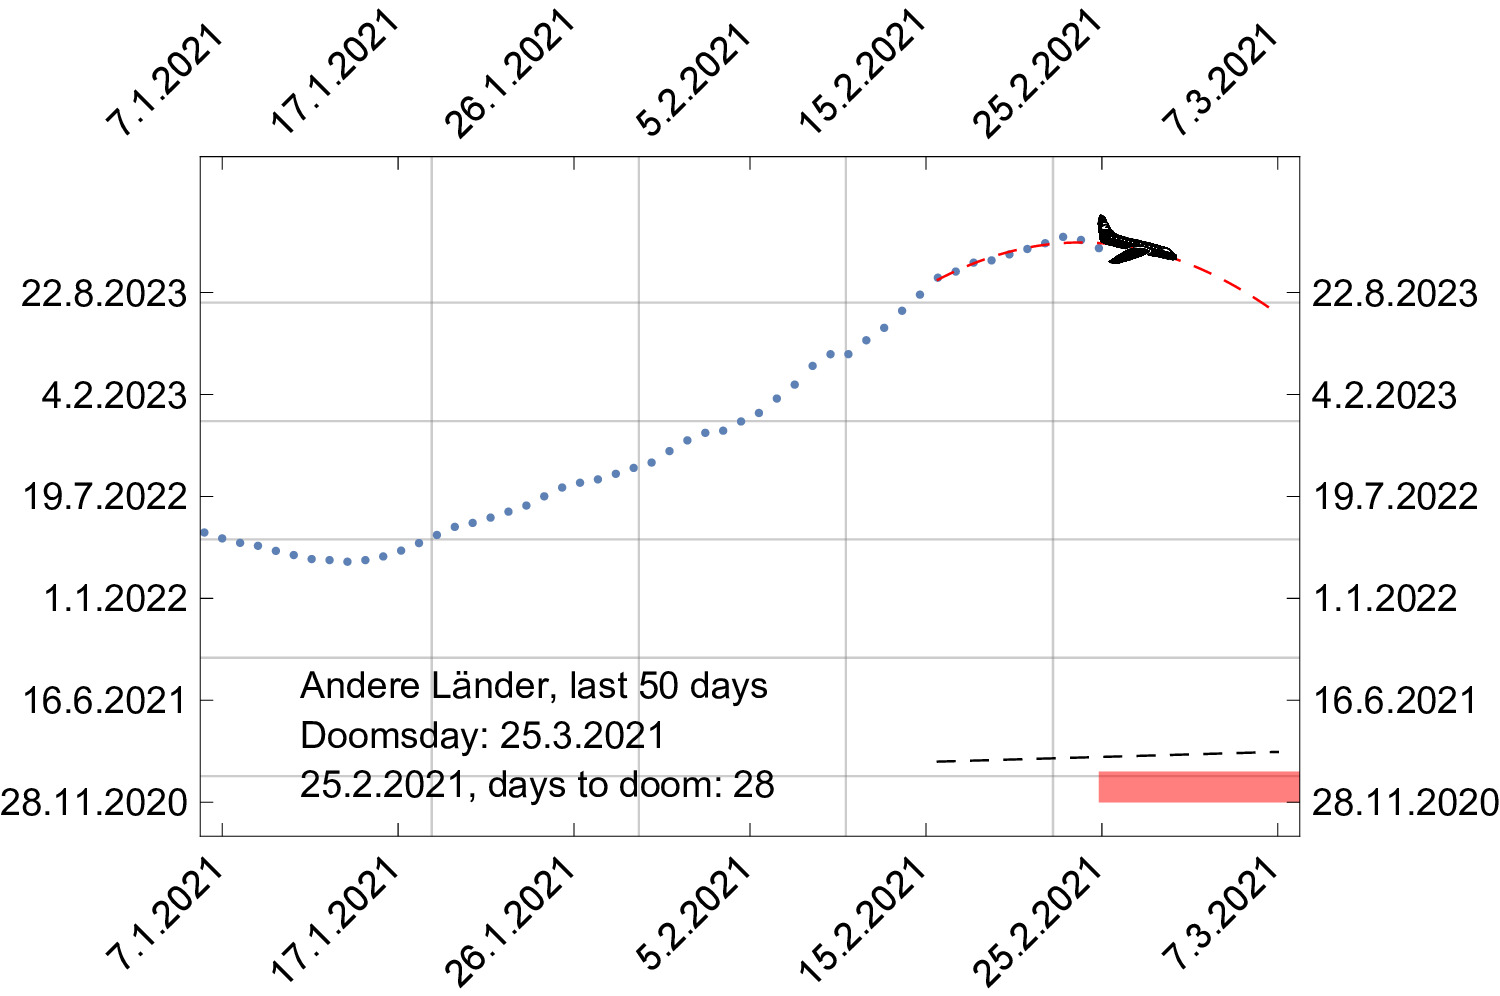 7.1.2021 17.1.2021 26.1.2021 5.2.2021 15.2.2021 25.2.2021 7.3.2021
22.8.2023 22.8.2023
4.2.2023 4.2.2023
19.7.2022 19.7.2022
1.1.2022 1.1.2022
Andere Länder, last 50 days
16.6.2021 16.6.2021
Doomsday: 25.3.2021
25.2.2021, days to doom: 28
28.11.2020 28.11.2020
7.1.2021 17.1.2021 26.1.2021 5.2.2021 15.2.2021 25.2.2021 7.3.2021